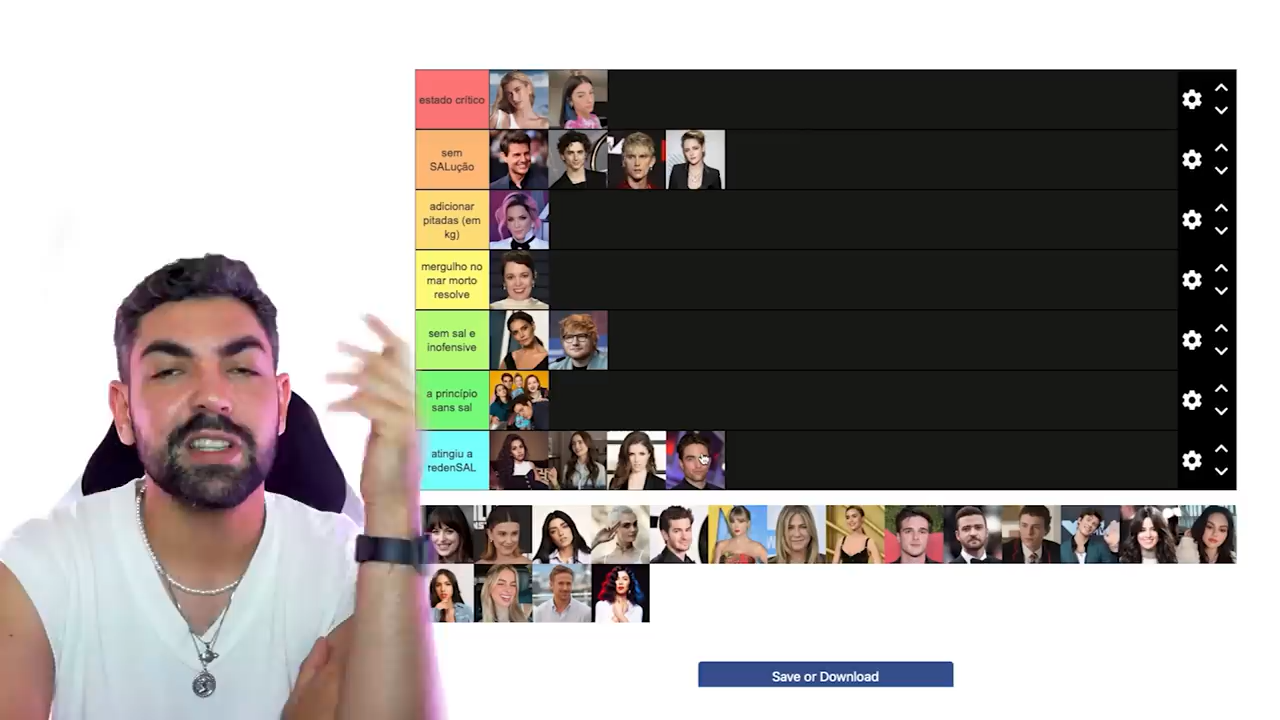 estado crítico
sem
SALução
adicionar
pitadas (em
kg)
mergulho no
mar morto
resolve
sem sal e
inofensive
a princípio
sans sal
atingiu a
redenSAL
Save or Download